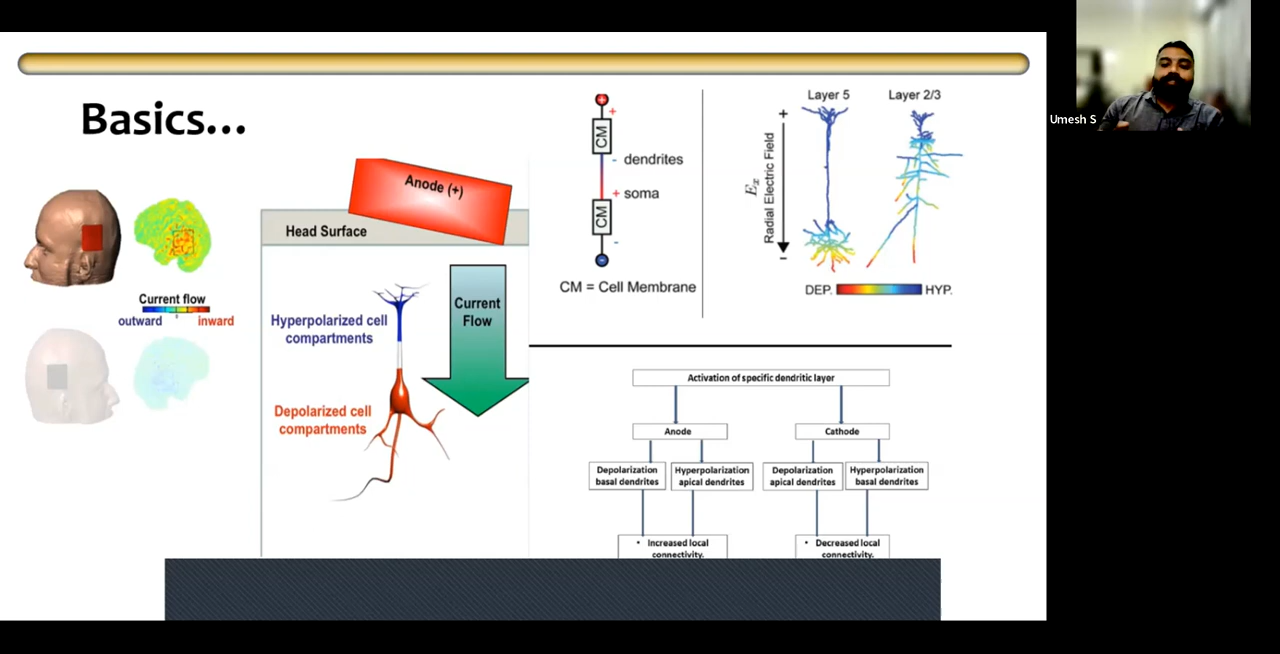 Basics...
Current flow
outward
inward
Anode (+)
Head Surface
Current
Flow
Hyperpolarized cell
compartments
Depolarized cell
compartments
+
+
CM
- dendrites
+ soma
CM
-
-
CM = Cell Membrane
Layer 5
Layer 2/3
+
Ex
Radial Electric Field
-
DEP.
HYP.
Activation of specific dendritic layer
Anode
Cathode
Depolarization
basal dendrites
Hyperpolarization
apical dendrites
Depolarization
apical dendrites
Hyperpolarization
basal dendrites
• Increased local
connectivity.
• Decreased local
connectivity.
Umesh S